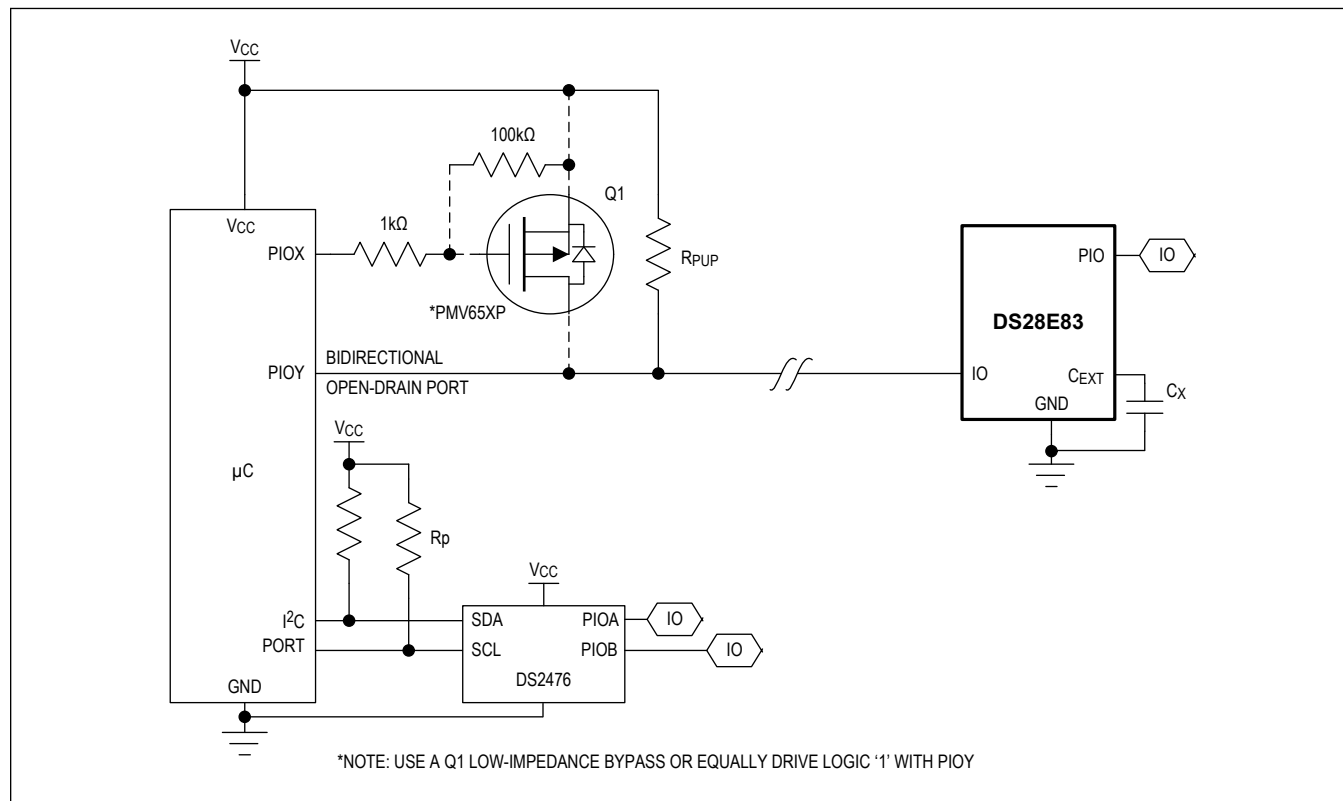 VCC
100kΩ
Q1
VCC
1kΩ
PIOX
RPUP
PIO
IO
*PMV65XP
DS28E83
BIDIRECTIONAL
PIOY
OPEN-DRAIN PORT
IO
CEXT
CX
GND
VCC
µC
Rp
VCC
I2C
SDA
PIOA
IO
PORT
SCL
PIOB
IO
DS2476
GND
*NOTE: USE A Q1 LOW-IMPEDANCE BYPASS OR EQUALLY DRIVE LOGIC ‘1’ WITH PIOY